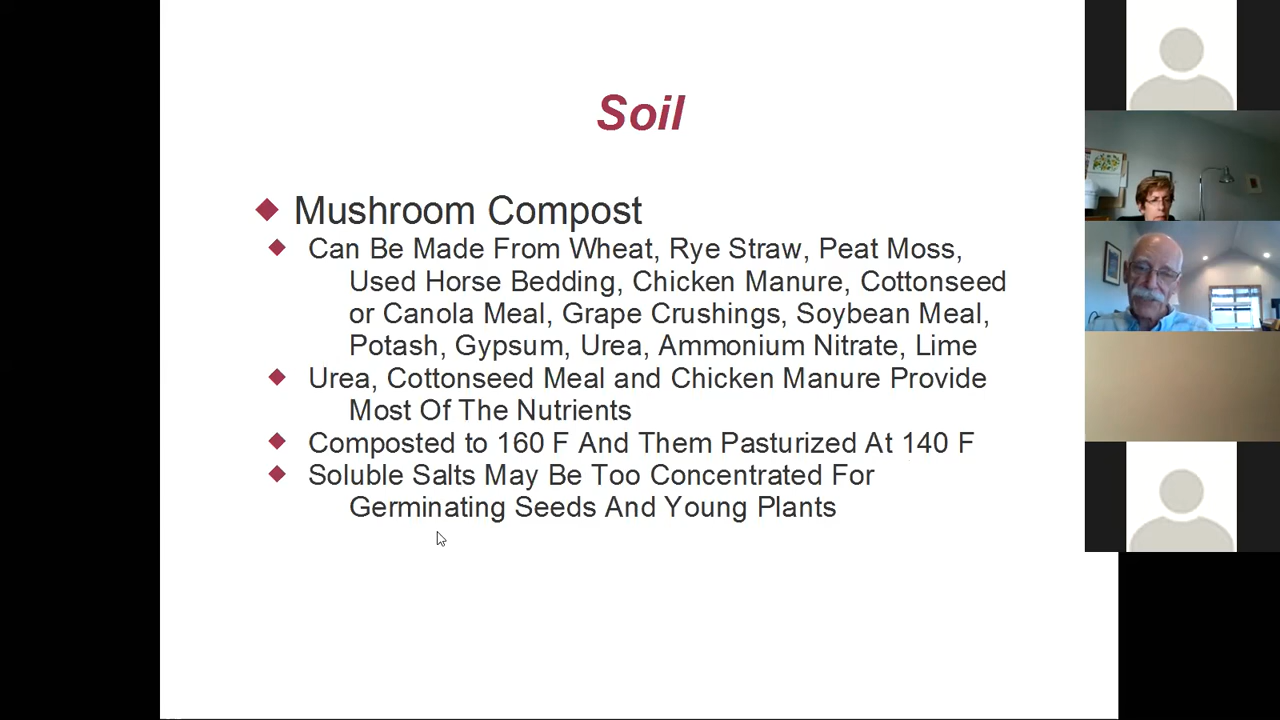 Soil
Mushroom Compost
Can Be Made From Wheat, Rye Straw, Peat Moss,
Used Horse Bedding, Chicken Manure, Cottonseed
or Canola Meal, Grape Crushings, Soybean Meal,
Potash, Gypsum, Urea, Ammonium Nitrate, Lime
Urea, Cottonseed Meal and Chicken Manure Provide
Most Of The Nutrients
Composted to 160 F And Them Pasturized At 140 F
Soluble Salts May Be Too Concentrated For
Germinating Seeds And Young Plants